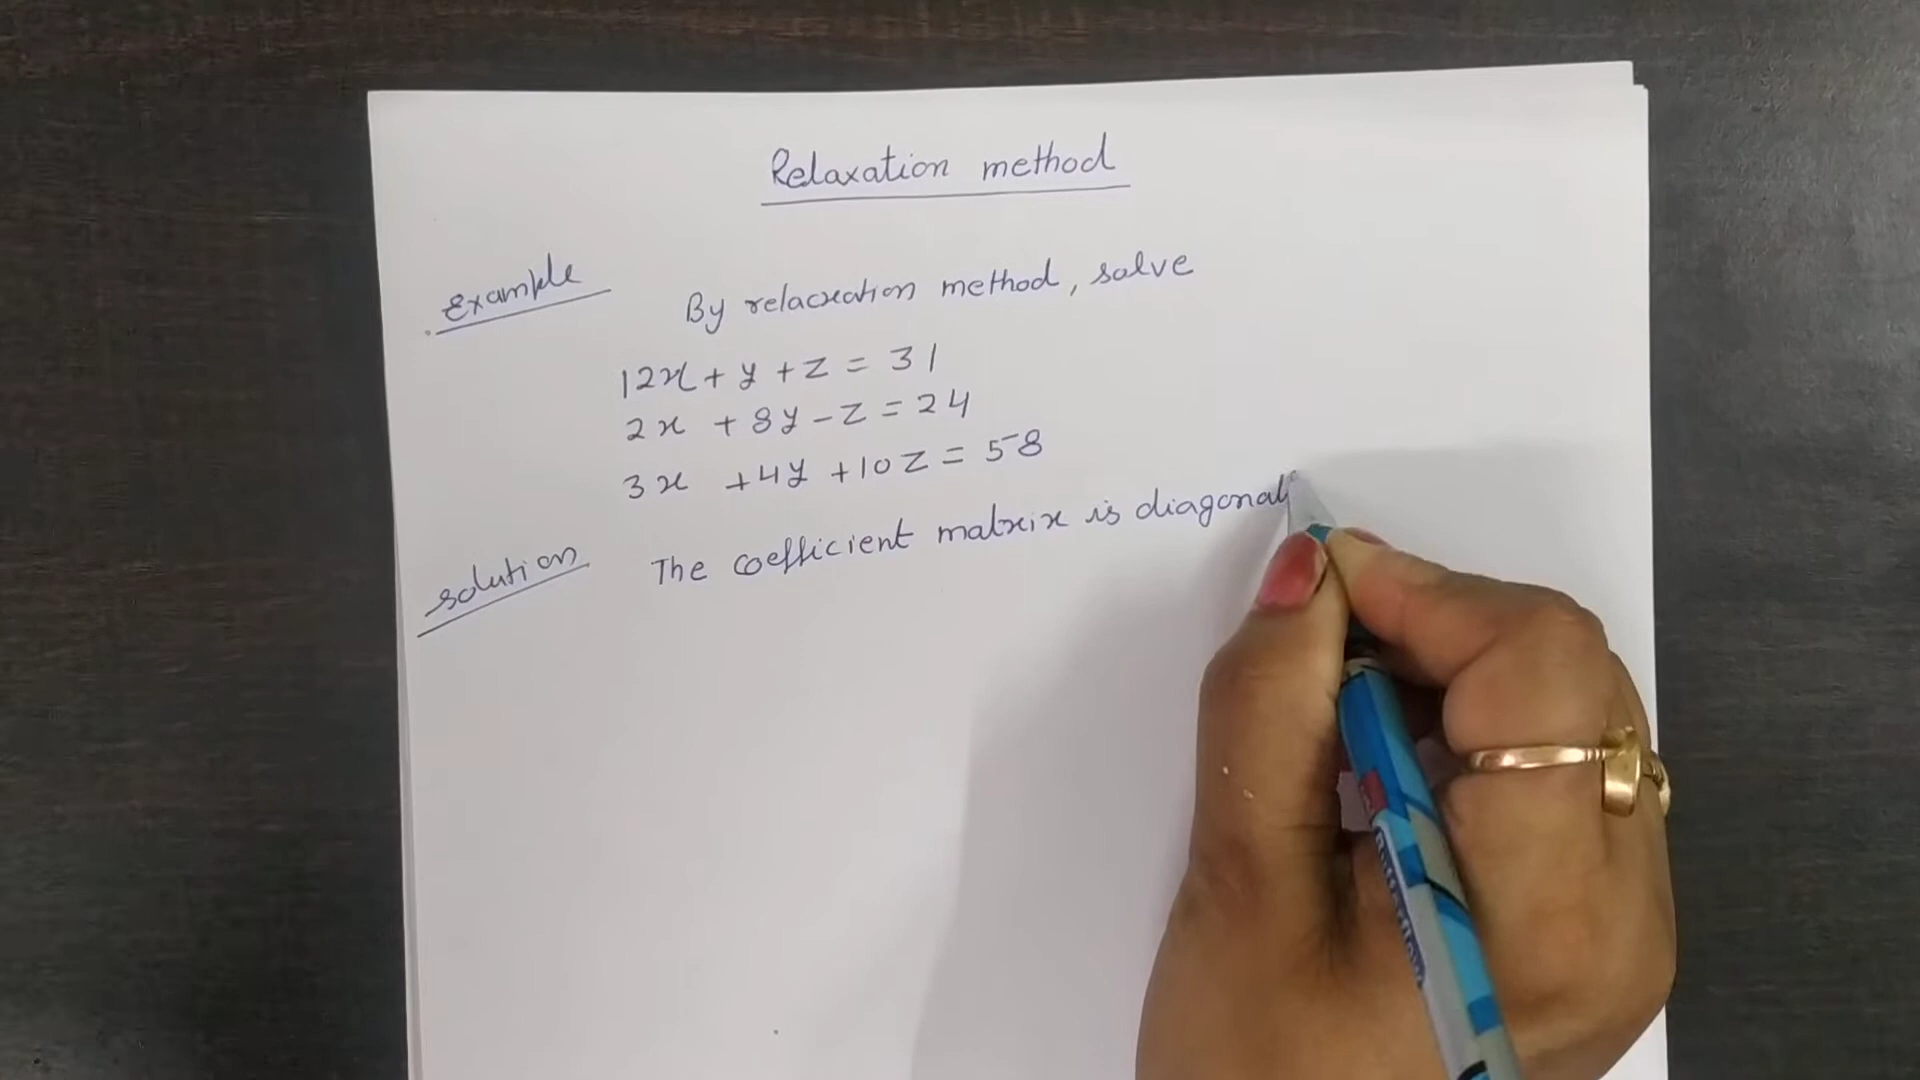 Relaxation method
Example By relaxation method, solve
12x + y + z = 31
2x + 8y - z = 24
3x + 4y + 10z = 58
solution The coefficient matrix is diagonal
Butterflow